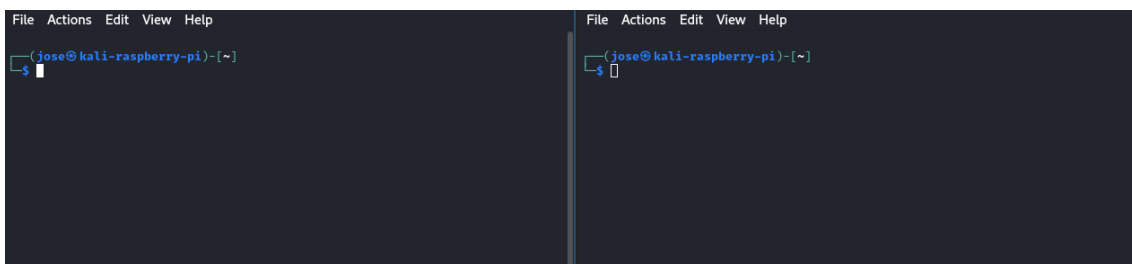 File Actions Edit View Help
┌──(jose㉿kali-raspberry-pi)-[~]
└─$
File Actions Edit View Help
┌──(jose㉿kali-raspberry-pi)-[~]
└─$